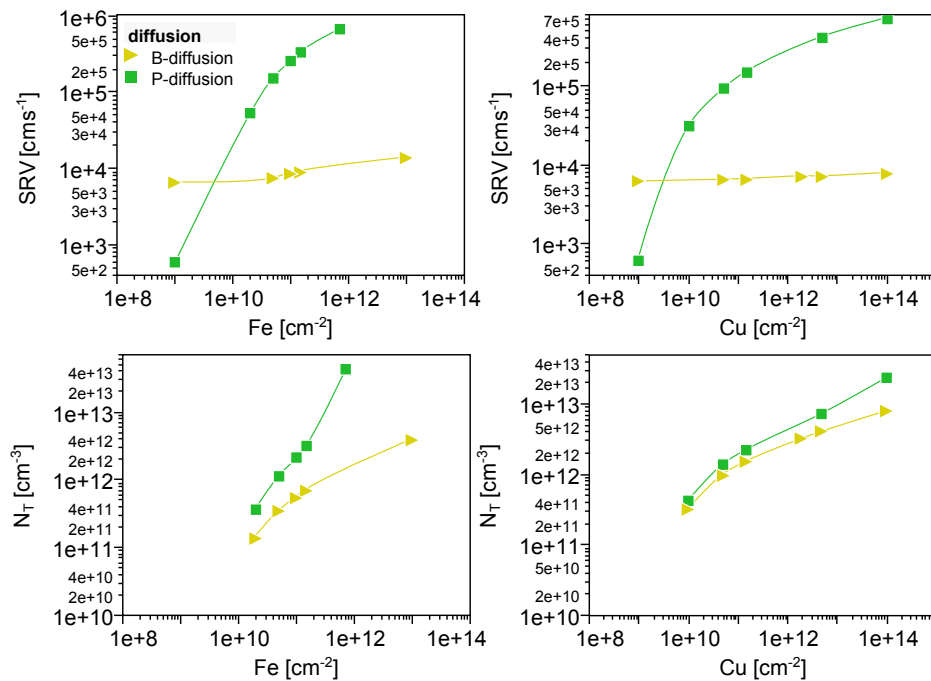 diffusion
B-diffusion
P-diffusion
SRV [cms⁻¹]
1e+6
5e+5
2e+5
1e+5
5e+4
2e+4
1e+4
5e+3
3e+3
1e+3
5e+2
1e+8
1e+10
1e+12
1e+14
Fe [cm⁻²]
SRV [cms⁻¹]
7e+5
4e+5
2e+5
1e+5
5e+4
3e+4
1e+4
5e+3
3e+3
1e+3
5e+2
1e+8
1e+10
1e+12
1e+14
Cu [cm⁻²]
N_T [cm⁻³]
4e+13
2e+13
1e+13
4e+12
2e+12
1e+12
4e+11
2e+11
1e+11
4e+10
2e+10
1e+10
1e+8
1e+10
1e+12
1e+14
Fe [cm⁻²]
N_T [cm⁻³]
4e+13
2e+13
1e+13
4e+12
2e+12
1e+12
4e+11
2e+11
1e+11
4e+10
2e+10
1e+10
1e+8
1e+10
1e+12
1e+14
Cu [cm⁻²]